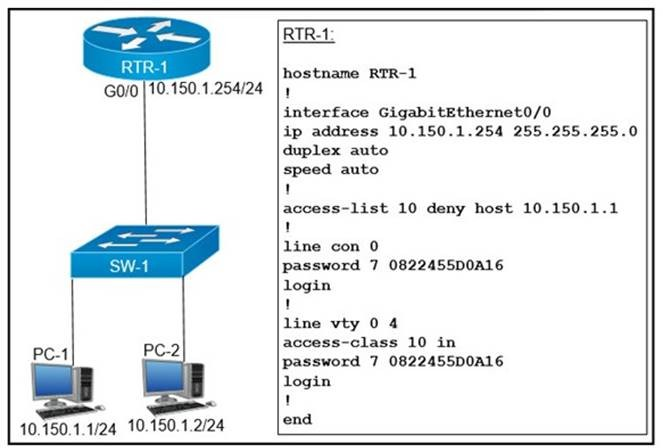 RTR-1
G0/0 10.150.1.254/24
SW-1
PC-1
PC-2
10.150.1.1/24
10.150.1.2/24
RTR-1:
hostname RTR-1
!
interface GigabitEthernet0/0
ip address 10.150.1.254 255.255.255.0
duplex auto
speed auto
!
access-list 10 deny host 10.150.1.1
!
line con 0
password 7 0822455D0A16
login
!
line vty 0 4
access-class 10 in
password 7 0822455D0A16
login
!
end